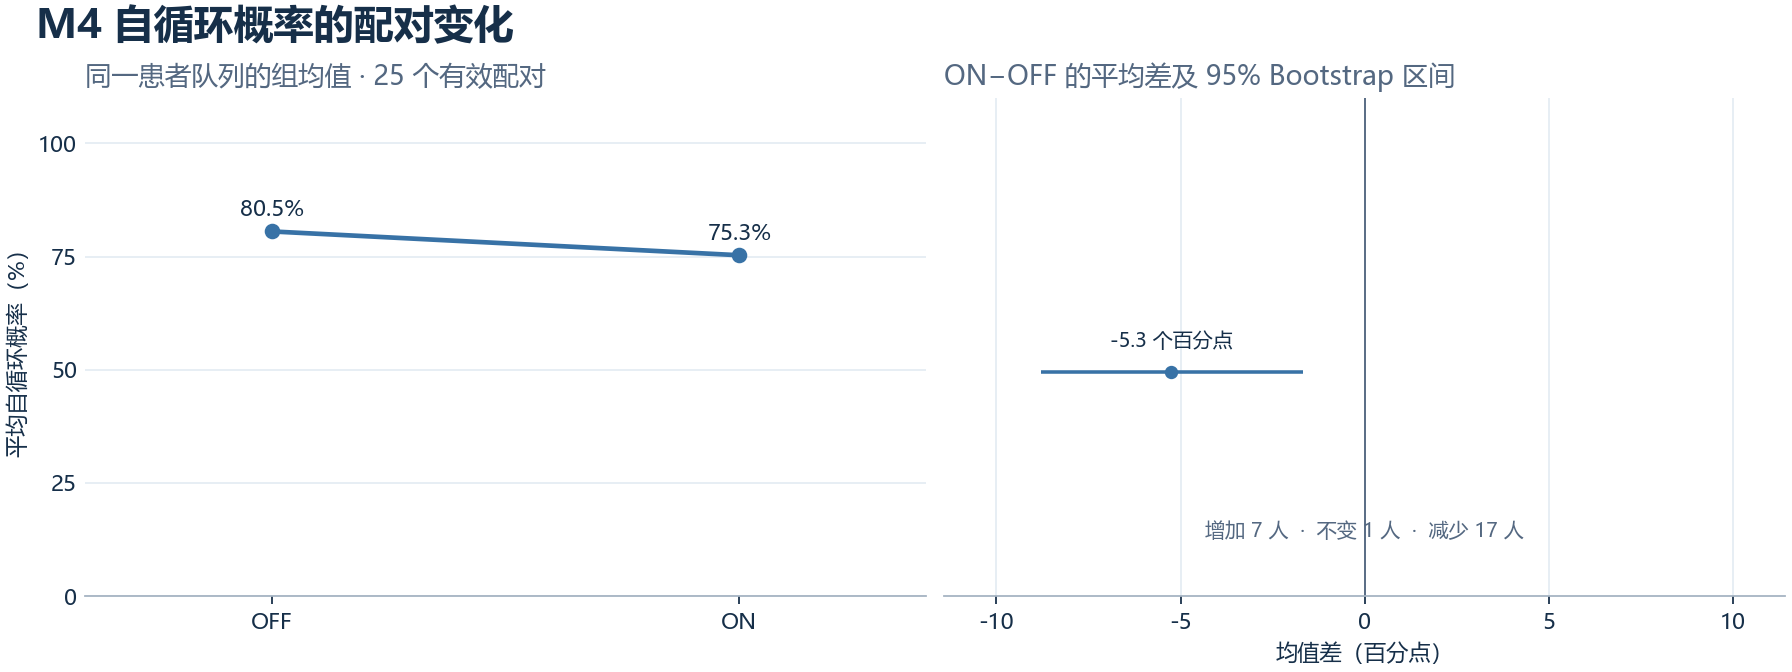 M4 自循环概率的配对变化
同一患者队列的组均值 · 25 个有效配对
平均自循环概率（%）
100
75
50
25
0
80.5%
75.3%
OFF
ON
ON−OFF 的平均差及 95% Bootstrap 区间
-5.3 个百分点
增加 7 人 · 不变 1 人 · 减少 17 人
-10
-5
0
5
10
均值差（百分点）